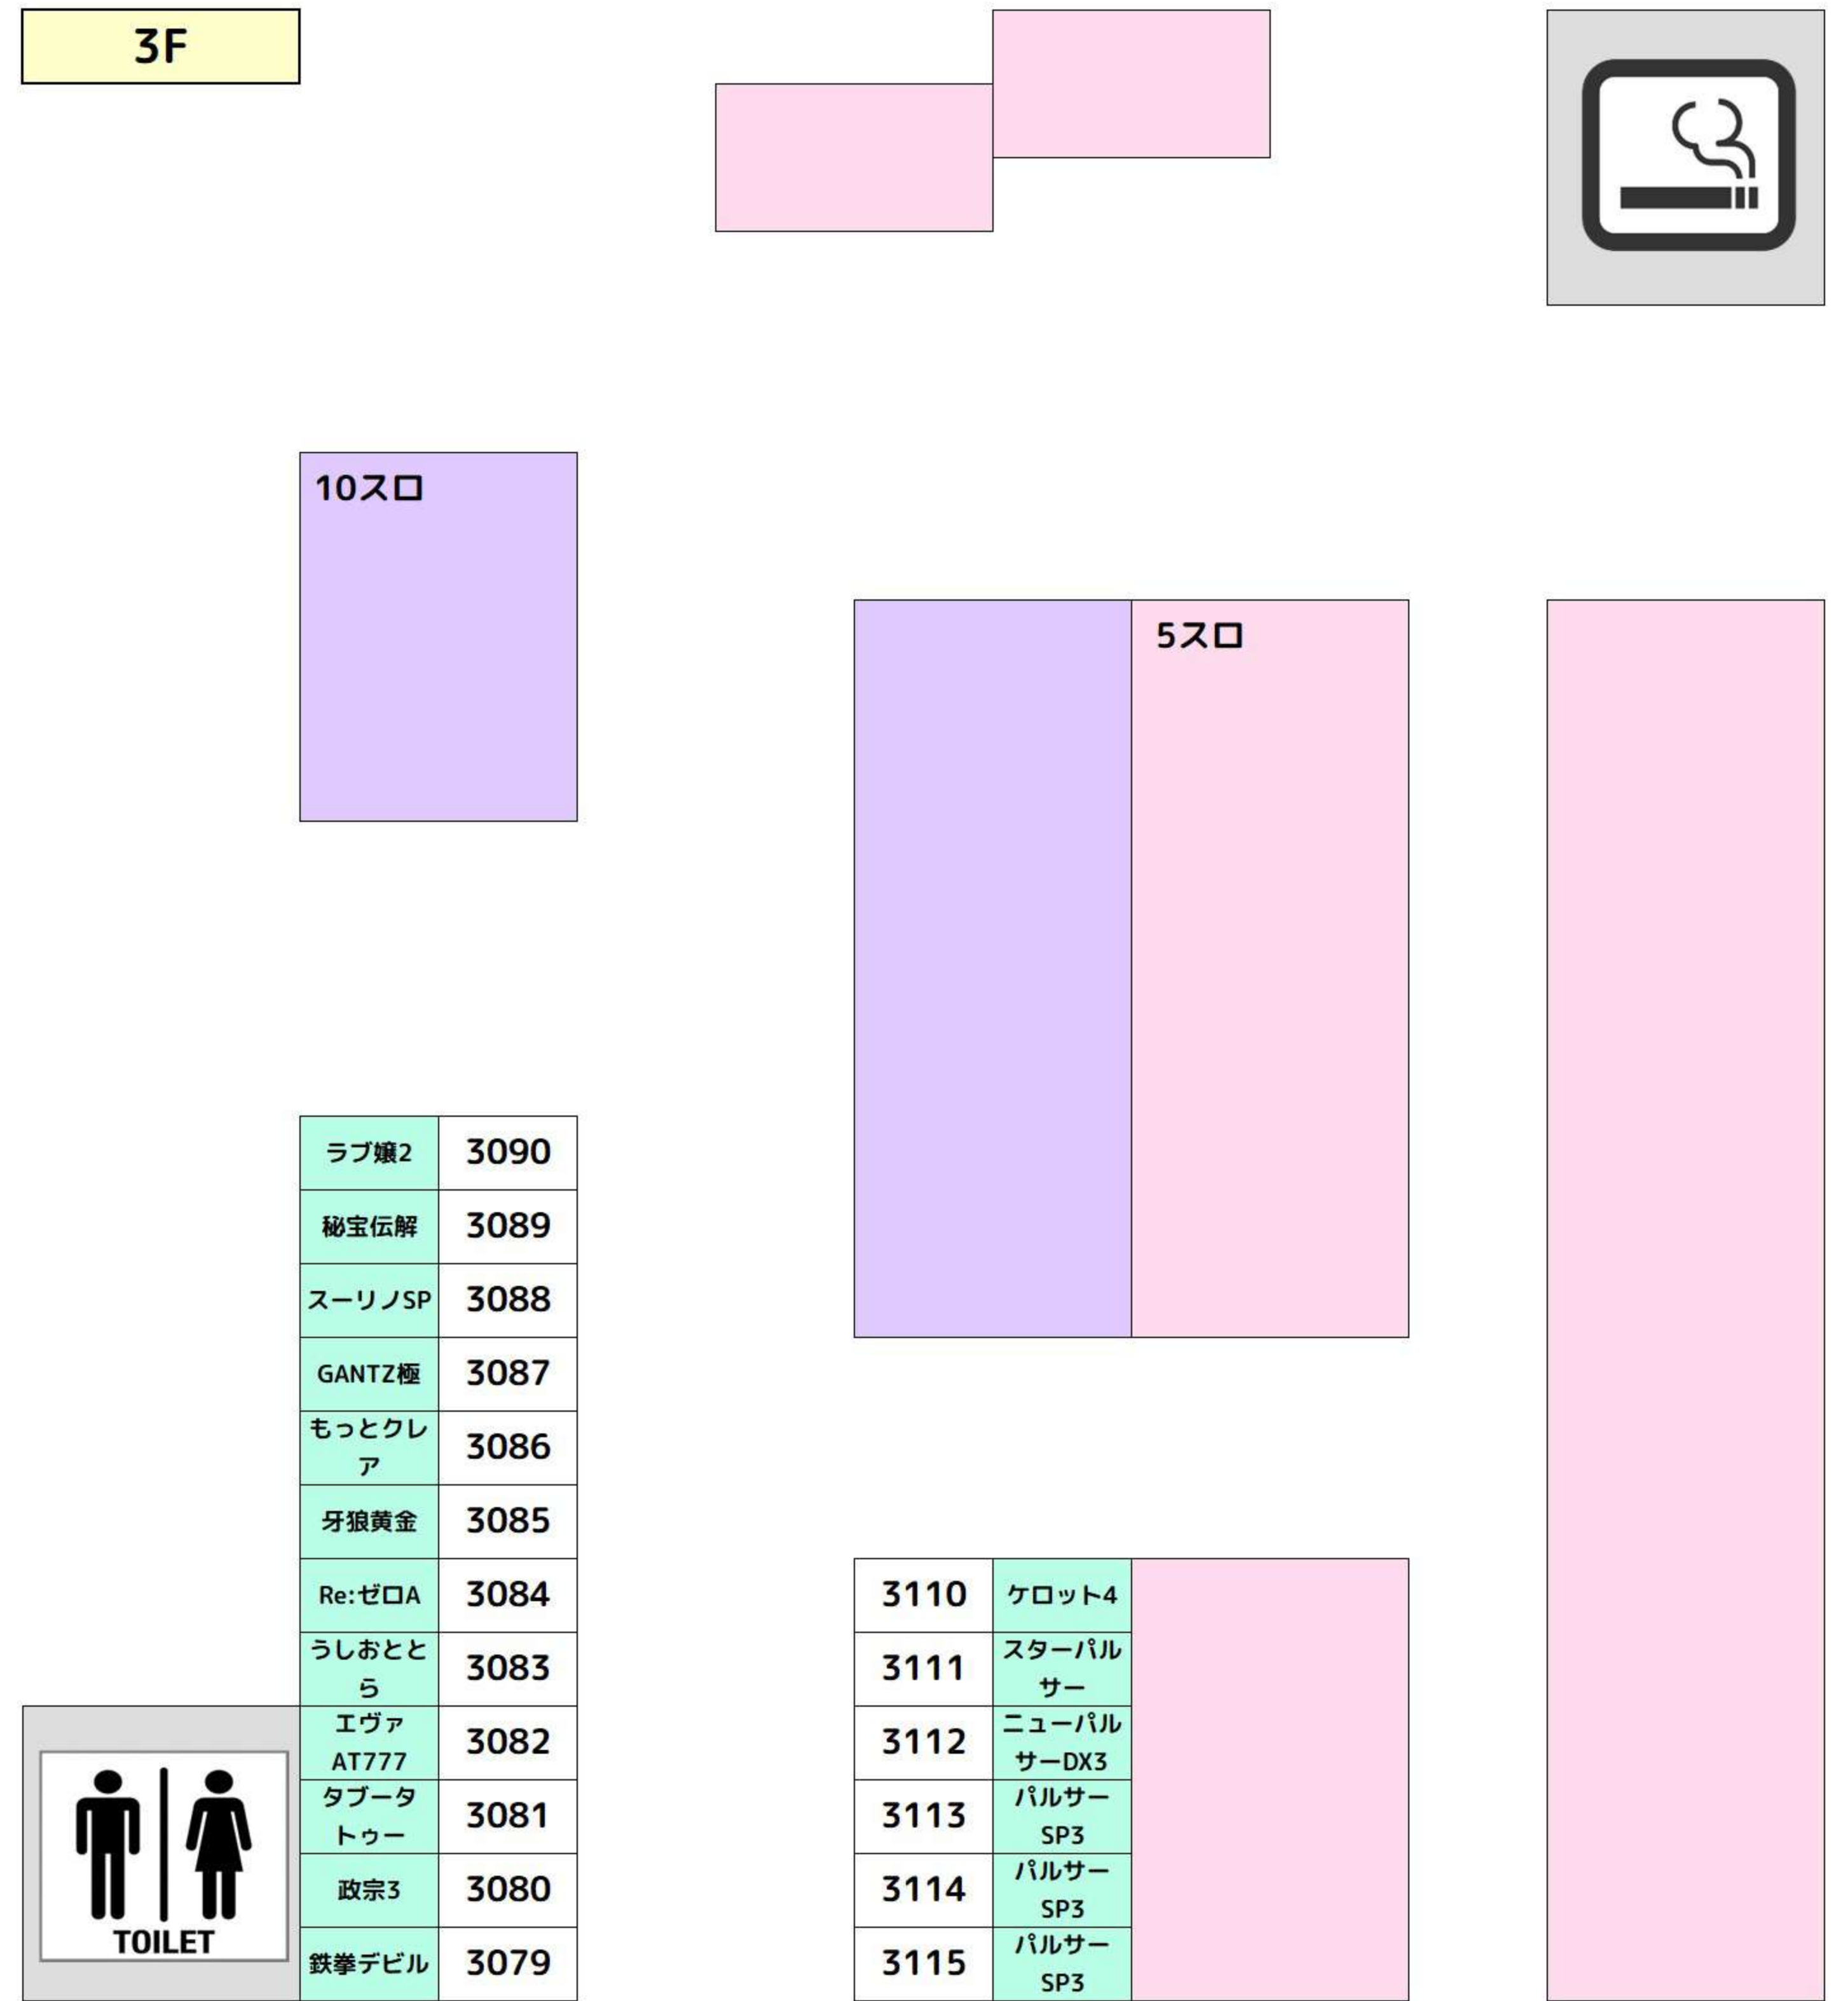 3F
10スロ
5スロ
ラブ嬢2 3090
秘宝伝解 3089
スーリノSP 3088
GANTZ極 3087
もっとクレ
ア 3086
牙狼黄金 3085
Re:ゼロA 3084
うしおとと
ら 3083
エヴァ
AT777 3082
タブータ
トゥー 3081
政宗3 3080
鉄拳デビル 3079
TOILET
3110 ケロット4
3111 スターパル
サー
3112 ニューパル
サーDX3
3113 パルサー
SP3
3114 パルサー
SP3
3115 パルサー
SP3